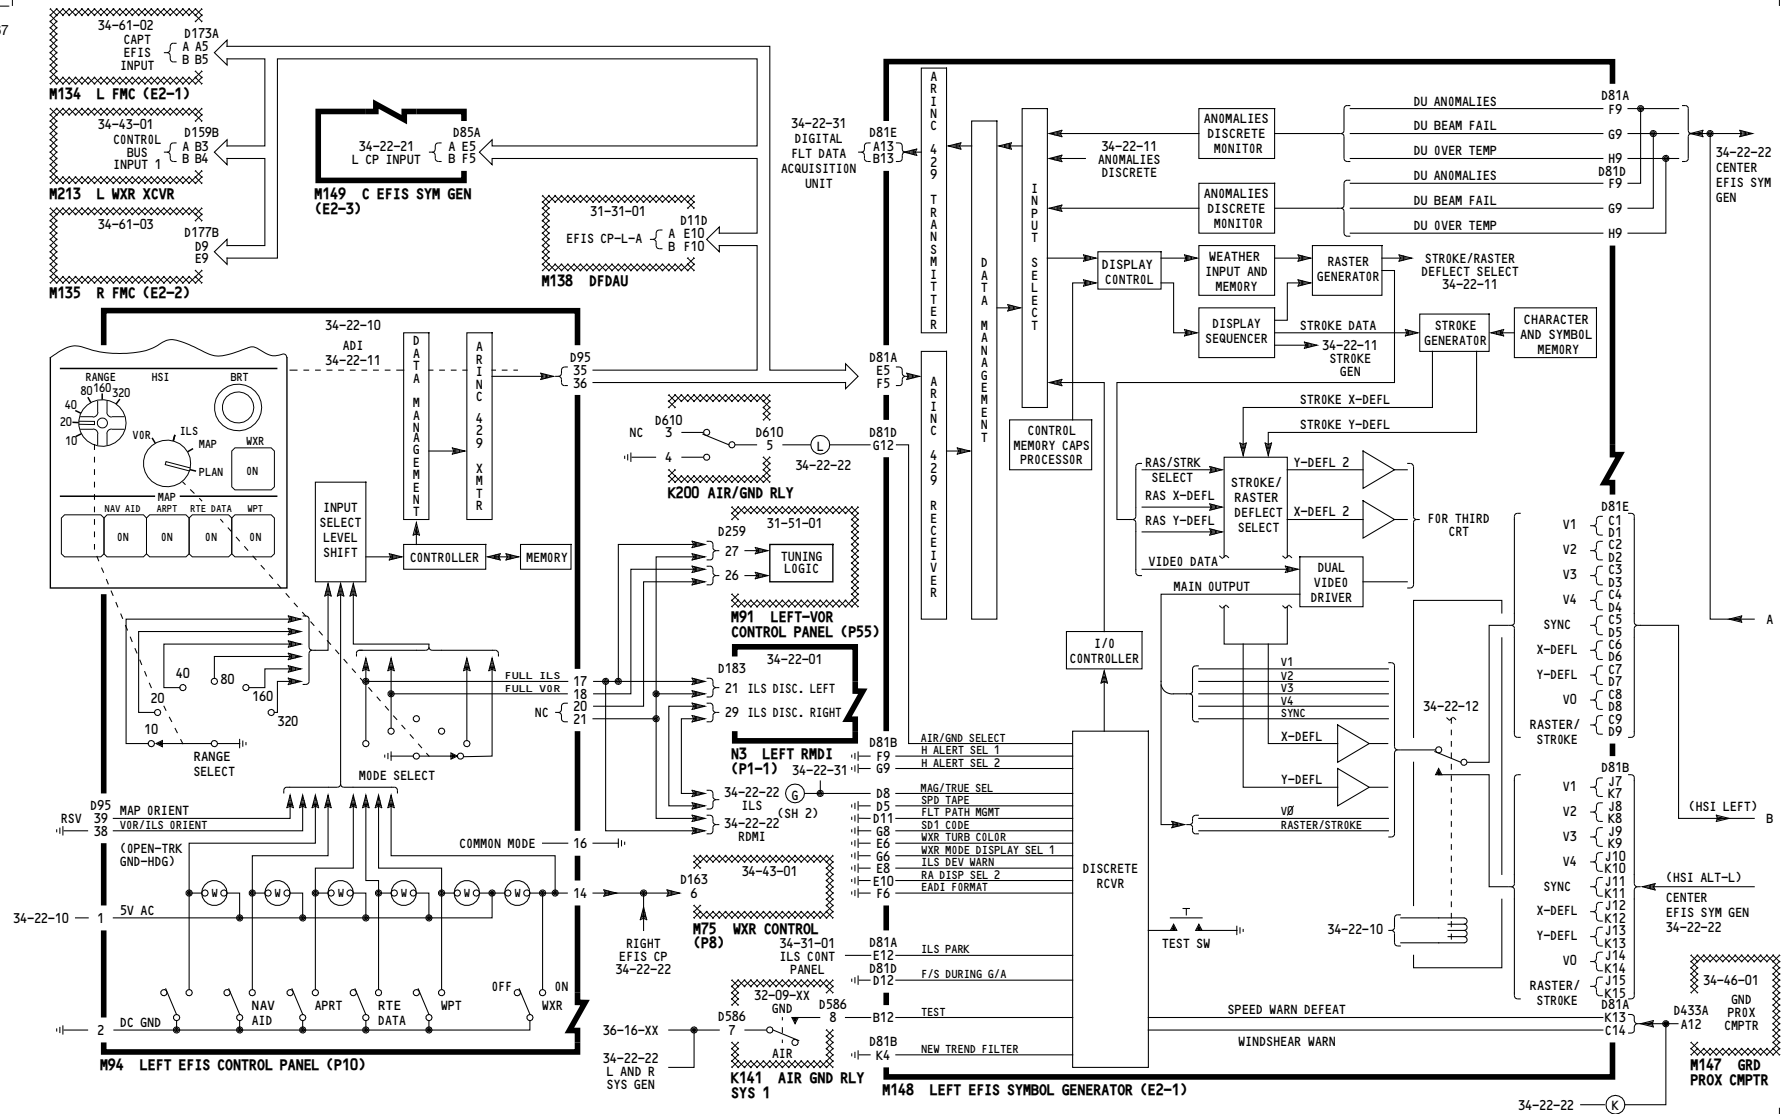 67
34-61-02
CAPT
EFIS
INPUT
D173A
A A5
B B5
M134 L FMC (E2-1)
34-43-01
CONTROL
BUS
INPUT 1
D159B
A B3
B B4
M213 L WXR XCVR
34-61-03
D177B
D9
E9
M135 R FMC (E2-2)
34-22-21
L CP INPUT
D85A
A E5
B F5
M149 C EFIS SYM GEN
(E2-3)
31-31-01
EFIS CP-L-A
D11D
A E10
B F10
M138 DFDAU
34-22-31
DIGITAL
FLT DATA
ACQUISITION
UNIT
D81E
A13
B13
ARINC 429 TRANSMITTER
DATA MANAGEMENT
INPUT SELECT
ARINC 429 RECEIVER
34-22-11
ANOMALIES
DISCRETE
ANOMALIES
DISCRETE
MONITOR
ANOMALIES
DISCRETE
MONITOR
DU ANOMALIES
DU BEAM FAIL
DU OVER TEMP
DU ANOMALIES
DU BEAM FAIL
DU OVER TEMP
D81A
F9
G9
H9
D81D
F9
G9
H9
34-22-22
CENTER
EFIS SYM
GEN
DISPLAY
CONTROL
WEATHER
INPUT AND
MEMORY
RASTER
GENERATOR
STROKE/RASTER
DEFLECT SELECT
34-22-11
DISPLAY
SEQUENCER
STROKE DATA
34-22-11
STROKE
GEN
STROKE
GENERATOR
CHARACTER
AND SYMBOL
MEMORY
STROKE X-DEFL
STROKE Y-DEFL
CONTROL
MEMORY CAPS
PROCESSOR
RAS/STRK
SELECT
RAS X-DEFL
RAS Y-DEFL
VIDEO DATA
STROKE/
RASTER
DEFLECT
SELECT
Y-DEFL 2
X-DEFL 2
FOR THIRD
CRT
DUAL
VIDEO
DRIVER
MAIN OUTPUT
I/O
CONTROLLER
V1
V2
V3
V4
SYNC
X-DEFL
Y-DEFL
VØ
RASTER/STROKE
34-22-12
34-22-10
D81E
V1 C1
D1
V2 C2
D2
V3 C3
D3
V4 C4
D4
SYNC C5
D5
X-DEFL C6
D6
Y-DEFL C7
D7
V0 C8
D8
RASTER/
STROKE
C9
D9
D81B
V1 J7
K7
V2 J8
K8
V3 J9
K9
V4 J10
K10
SYNC J11
K11
X-DEFL J12
K12
Y-DEFL J13
K13
V0 J14
K14
RASTER/
STROKE
J15
K15
D81A
K13
C14
A
(HSI LEFT)
B
(HSI ALT-L)
CENTER
EFIS SYM GEN
34-22-22
34-46-01
GND
PROX
CMPTR
D433A
A12
M147 GRD
PROX CMPTR
34-22-22 K
34-22-10
ADI
34-22-11
DATA MANAGEMENT
ARINC 429 XMTR
D95
35
36
D81A
E5
F5
RANGE
HSI
BRT
10
20
40
80
160
320
VOR
ILS
MAP
PLAN
WXR
ON
MAP
NAV AID
ARPT
RTE DATA
WPT
ON
ON
ON
ON
INPUT
SELECT
LEVEL
SHIFT
CONTROLLER
MEMORY
10
20
40
80
160
320
RANGE
SELECT
MODE SELECT
FULL ILS 17
FULL VOR 18
NC
20
21
D610
NC 3
4
D610
5
L
34-22-22
D81D
G12
K200 AIR/GND RLY
31-51-01
D259
27
26
TUNING
LOGIC
M91 LEFT-VOR
CONTROL PANEL (P55)
34-22-01
D183
21 ILS DISC. LEFT
29 ILS DISC. RIGHT
N3 LEFT RMDI
(P1-1)
34-22-31
34-22-22
ILS
G
(SH 2)
34-22-22
RDMI
D95
RSV 39 MAP ORIENT
38 VOR/ILS ORIENT
(OPEN-TRK
GND-HDG)
COMMON MODE 16
W
W
W
W
W
W
14
34-22-10 1 5V AC
2 DC GND
NAV
AID
APRT
RTE
DATA
WPT
OFF
ON
WXR
M94 LEFT EFIS CONTROL PANEL (P10)
RIGHT
EFIS CP
34-22-22
34-43-01
D163
6
M75 WXR CONTROL
(P8)
34-31-01
ILS CONT
PANEL
32-09-XX
GND
D586
8
D586
7
AIR
K141 AIR GND RLY
SYS 1
36-16-XX
34-22-22
L AND R
SYS GEN
D81B
AIR/GND SELECT
F9 H ALERT SEL 1
G9 H ALERT SEL 2
D8 MAG/TRUE SEL
D5 SPD TAPE
D11 FLT PATH MGMT
G8 SD1 CODE
E6 WXR TURB COLOR
G6 WXR MODE DISPLAY SEL 1
E8 ILS DEV WARN
E10 RA DISP SEL 2
F6 EADI FORMAT
D81A
E12 ILS PARK
D81D
D12 F/S DURING G/A
B12 TEST
D81B
K4 NEW TREND FILTER
DISCRETE
RCVR
TEST SW
SPEED WARN DEFEAT
WINDSHEAR WARN
M148 LEFT EFIS SYMBOL GENERATOR (E2-1)